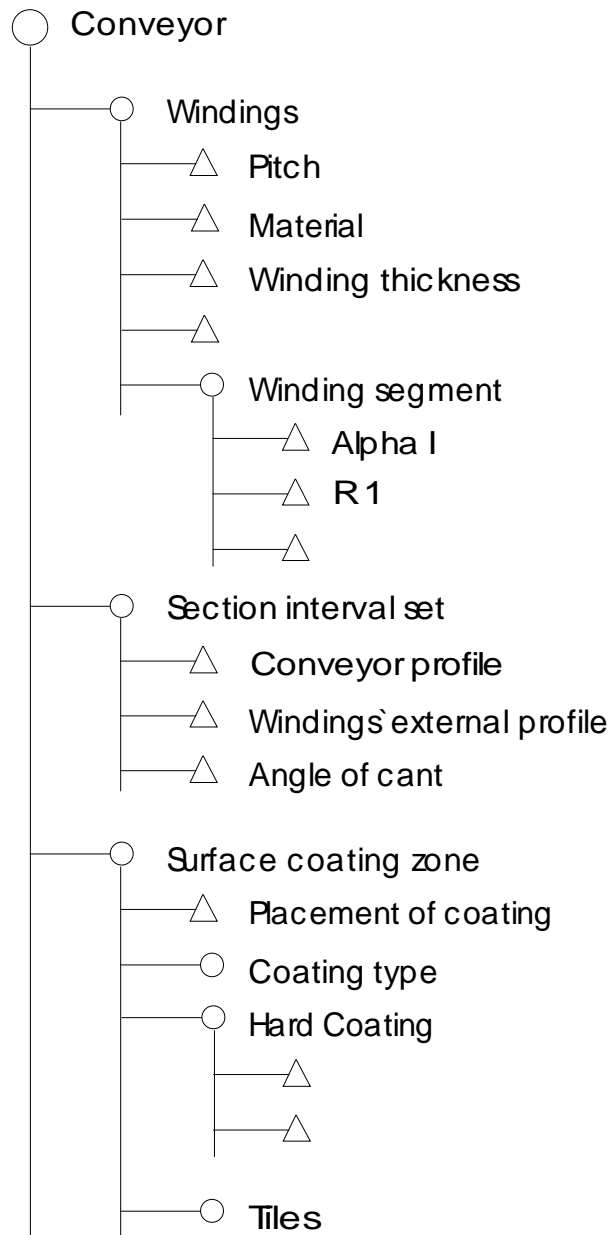 Conveyor
Windings
Pitch
Material
Winding thickness
Winding segment
Alpha I
R1
Section interval set
Conveyor profile
Windings`external profile
Angle of cant
Surface coating zone
Placement of coating
Coating type
Hard Coating
Tiles